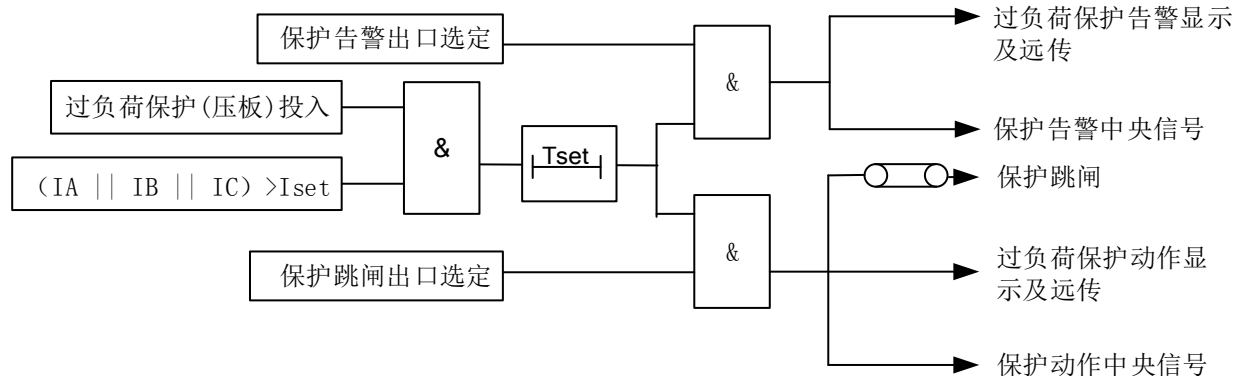 保护告警出口选定
过负荷保护(压板)投入
(IA || IB || IC) >Iset
保护跳闸出口选定
&
Tset
&
&
过负荷保护告警显示
及远传
保护告警中央信号
保护跳闸
过负荷保护动作显
示及远传
保护动作中央信号